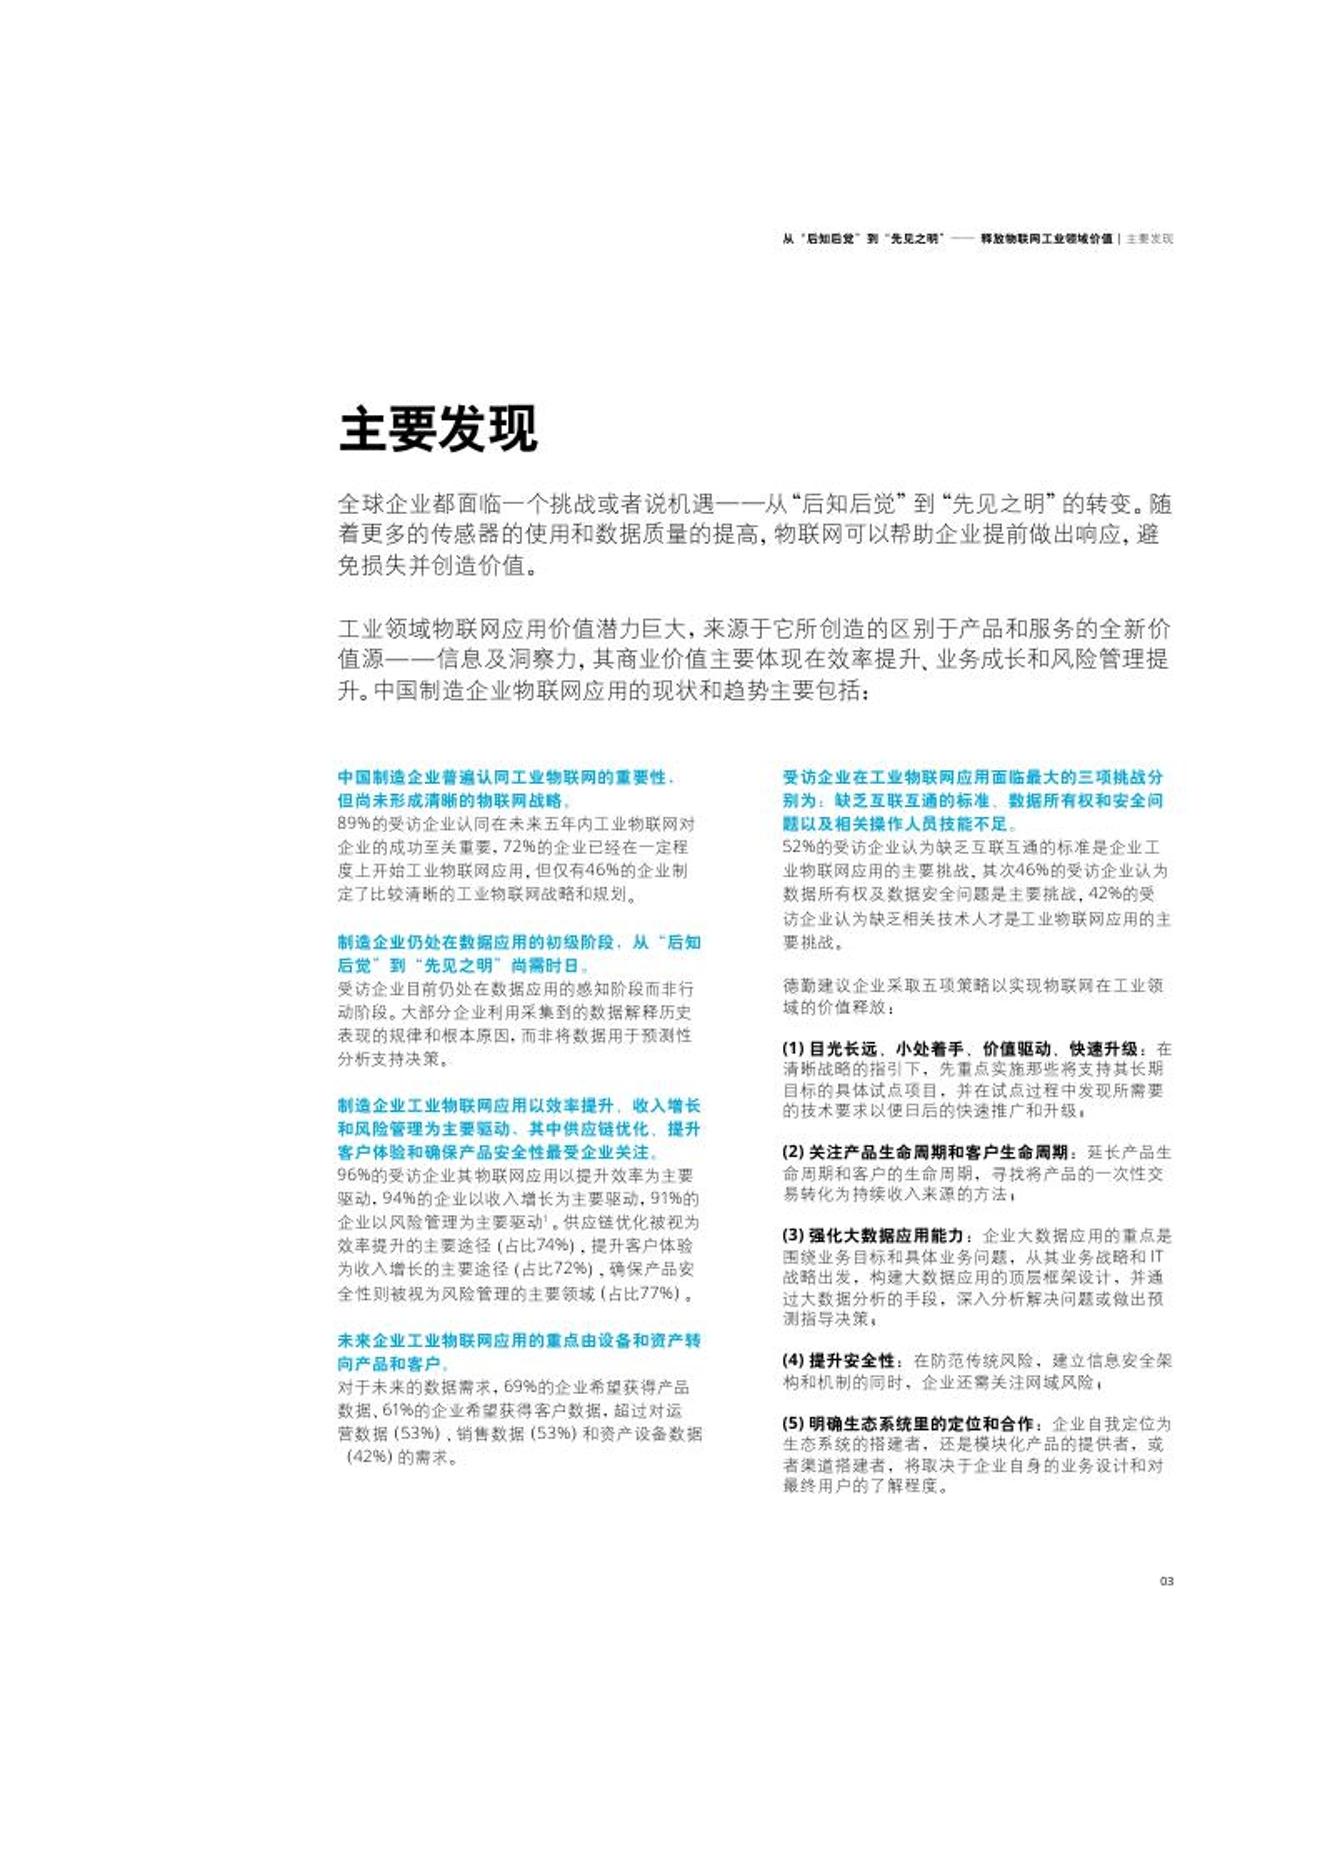 从“后知后觉”到“先见之明”—— 释放物联网工业领域价值 | 主要发现
主要发现
全球企业都面临一个挑战或者说机遇——从“后知后觉”到“先见之明”的转变。随
着更多的传感器的使用和数据质量的提高，物联网可以帮助企业提前做出响应，避
免损失并创造价值。
工业领域物联网应用价值潜力巨大，来源于它所创造的区别于产品和服务的全新价
值源——信息及洞察力，其商业价值主要体现在效率提升、业务成长和风险管理提
升。中国制造企业物联网应用的现状和趋势主要包括：
中国制造企业普遍认同工业物联网的重要性，
但尚未形成清晰的物联网战略。
89%的受访企业认同在未来五年内工业物联网对
企业的成功至关重要，72%的企业已经在一定程
度上开始工业物联网应用，但仅有46%的企业制
定了比较清晰的工业物联网战略和规划。
制造企业仍处在数据应用的初级阶段，从“后知
后觉”到“先见之明”尚需时日。
受访企业目前仍处在数据应用的感知阶段而非行
动阶段。大部分企业利用采集到的数据解释历史
表现的规律和根本原因，而非将数据用于预测性
分析支持决策。
制造企业工业物联网应用以效率提升、收入增长
和风险管理为主要驱动，其中供应链优化、提升
客户体验和确保产品安全性最受企业关注。
96%的受访企业其物联网应用以提升效率为主要
驱动，94%的企业以收入增长为主要驱动，91%的
企业以风险管理为主要驱动¹。供应链优化被视为
效率提升的主要途径（占比74%），提升客户体验
为收入增长的主要途径（占比72%），确保产品安
全性则被视为风险管理的主要领域（占比77%）。
未来企业工业物联网应用的重点由设备和资产转
向产品和客户。
对于未来的数据需求，69%的企业希望获得产品
数据、61%的企业希望获得客户数据，超过对运
营数据（53%）、销售数据（53%）和资产设备数据
（42%）的需求。
受访企业在工业物联网应用面临最大的三项挑战分
别为：缺乏互联互通的标准、数据所有权和安全问
题以及相关操作人员技能不足。
52%的受访企业认为缺乏互联互通的标准是企业工
业物联网应用的主要挑战，其次46%的受访企业认为
数据所有权及数据安全问题是主要挑战，42%的受
访企业认为缺乏相关技术人才是工业物联网应用的主
要挑战。
德勤建议企业采取五项策略以实现物联网在工业领
域的价值释放：
(1) 目光长远、小处着手、价值驱动、快速升级：在
清晰战略的指引下，先重点实施那些将支持其长期
目标的具体试点项目，并在试点过程中发现所需要
的技术要求以便日后的快速推广和升级；
(2) 关注产品生命周期和客户生命周期：延长产品生
命周期和客户的生命周期，寻找将产品的一次性交
易转化为持续收入来源的方法；
(3) 强化大数据应用能力：企业大数据应用的重点是
围绕业务目标和具体业务问题，从其业务战略和 IT
战略出发，构建大数据应用的顶层框架设计，并通
过大数据分析的手段，深入分析解决问题或做出预
测指导决策；
(4) 提升安全性：在防范传统风险，建立信息安全架
构和机制的同时，企业还需关注网域风险；
(5) 明确生态系统里的定位和合作：企业自我定位为
生态系统的搭建者，还是模块化产品的提供者，或
者渠道搭建者，将取决于企业自身的业务设计和对
最终用户的了解程度。
03